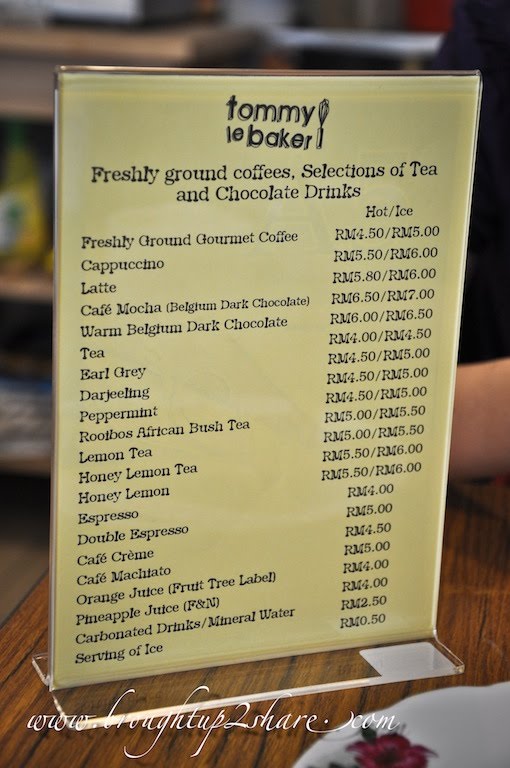 tommy
le baker
Freshly ground coffees, Selections of Tea
and Chocolate Drinks
Hot/Ice
Freshly Ground Gourmet Coffee RM4.50/RM5.00
Cappuccino RM5.50/RM6.00
Latte RM5.80/RM6.00
Café Mocha (Belgium Dark Chocolate) RM6.50/RM7.00
Warm Belgium Dark Chocolate RM6.00/RM6.50
Tea RM4.00/RM4.50
Earl Grey RM4.50/RM5.00
Darjeeling RM4.50/RM5.00
Peppermint RM4.50/RM5.00
Rooibos African Bush Tea RM5.00/RM5.50
Lemon Tea RM5.00/RM5.50
Honey Lemon Tea RM5.50/RM6.00
Honey Lemon RM5.50/RM6.00
Espresso RM4.00
Double Espresso RM5.00
Café Crème RM4.50
Café Machiato RM5.00
Orange Juice (Fruit Tree Label) RM4.00
Pineapple Juice (F&N) RM4.00
Carbonated Drinks/Mineral Water RM2.50
Serving of Ice RM0.50
www.broughtup2share.com